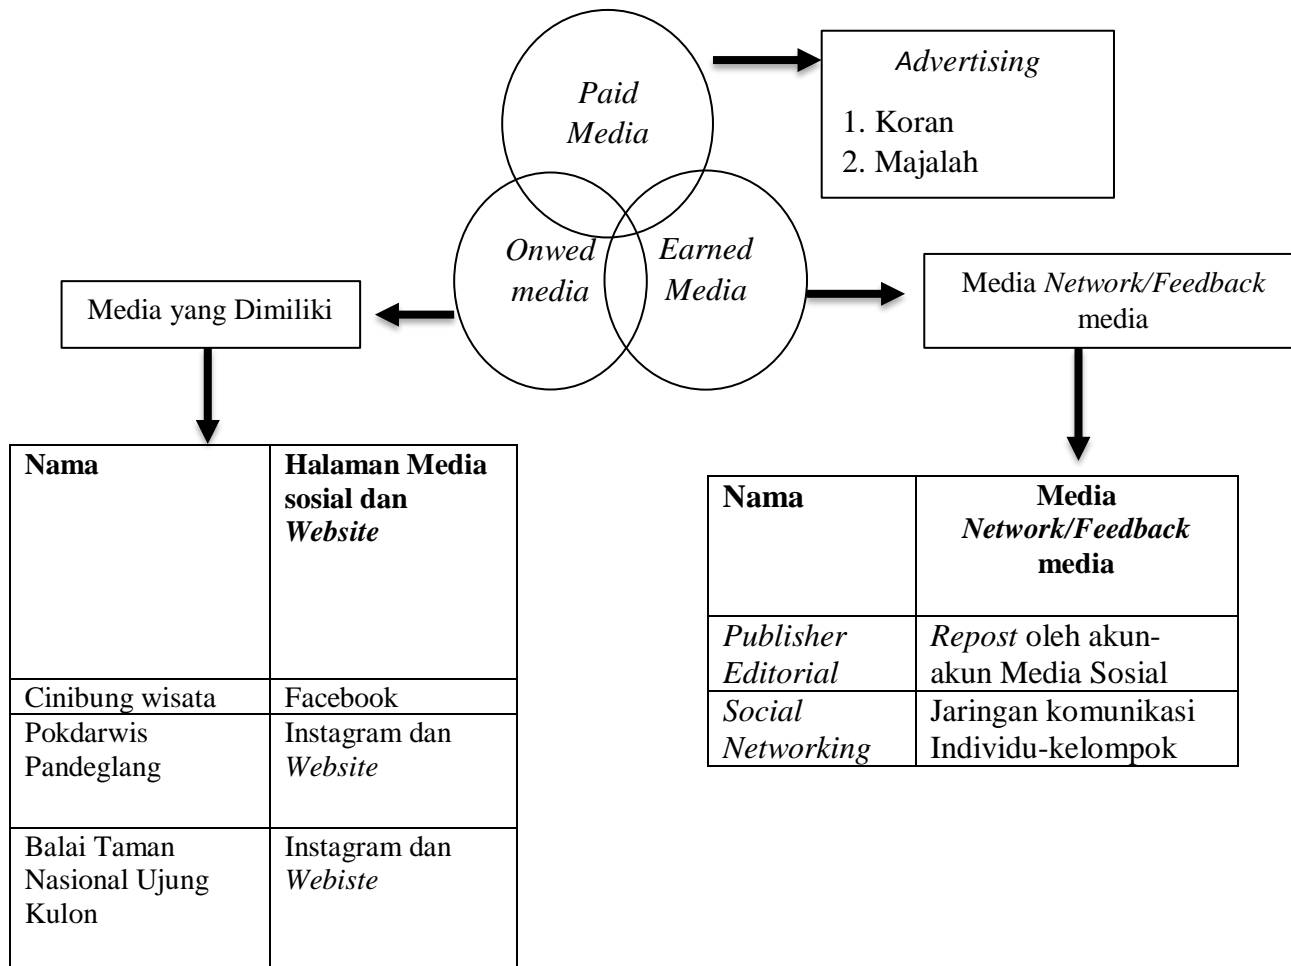 Paid
Media
Advertising
1. Koran
2. Majalah
Onwed
media
Earned
Media
Media yang Dimiliki
Media Network/Feedback
media
Nama
Halaman Media
sosial dan
Website
Cinibung wisata
Facebook
Pokdarwis
Pandeglang
Instagram dan
Website
Balai Taman
Nasional Ujung
Kulon
Instagram dan
Webiste
Nama
Media
Network/Feedback
media
Publisher
Editorial
Repost oleh akun-
akun Media Sosial
Social
Networking
Jaringan komunikasi
Individu-kelompok